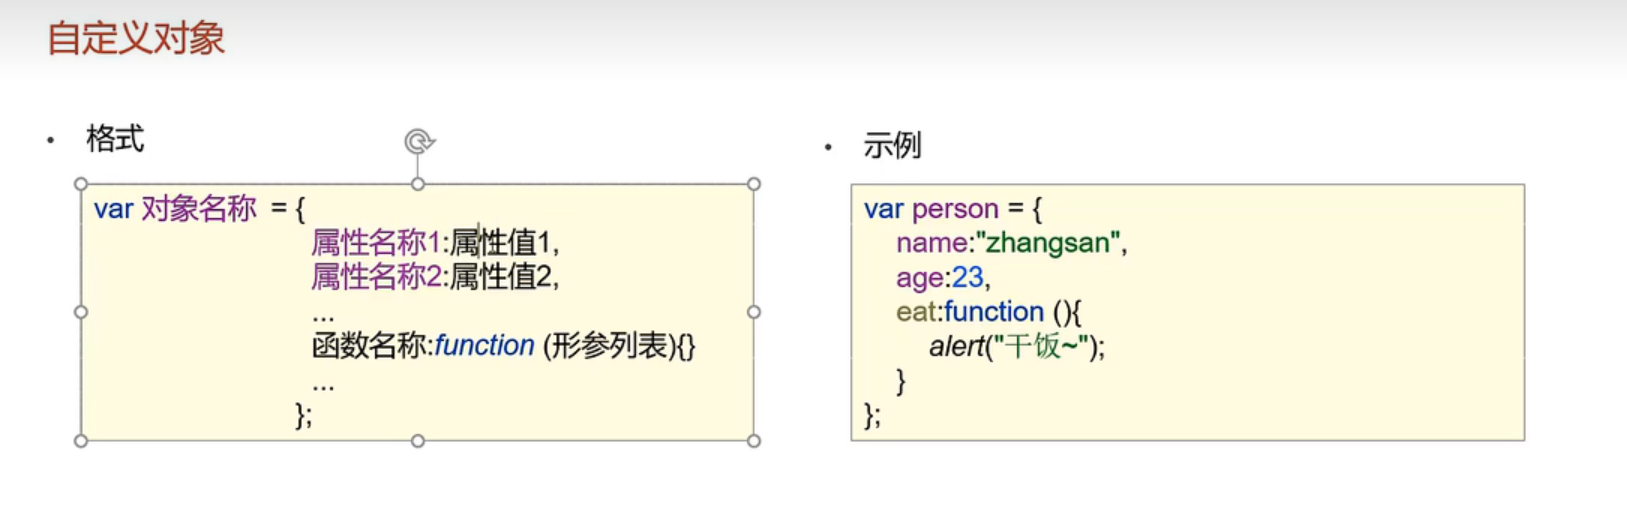 自定义对象
• 格式
var 对象名称 = {
属性名称1:属性值1,
属性名称2:属性值2,
...
函数名称:function (形参列表){}
...
};
• 示例
var person = {
name:"zhangsan",
age:23,
eat:function (){
alert("干饭~");
}
};